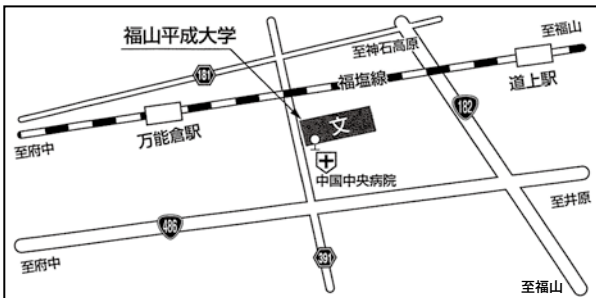 福山平成大学
至神石高原
至福山
181
福塩線
道上駅
182
万能倉駅
文
至府中
中国中央病院
486
至井原
至府中
391
至福山